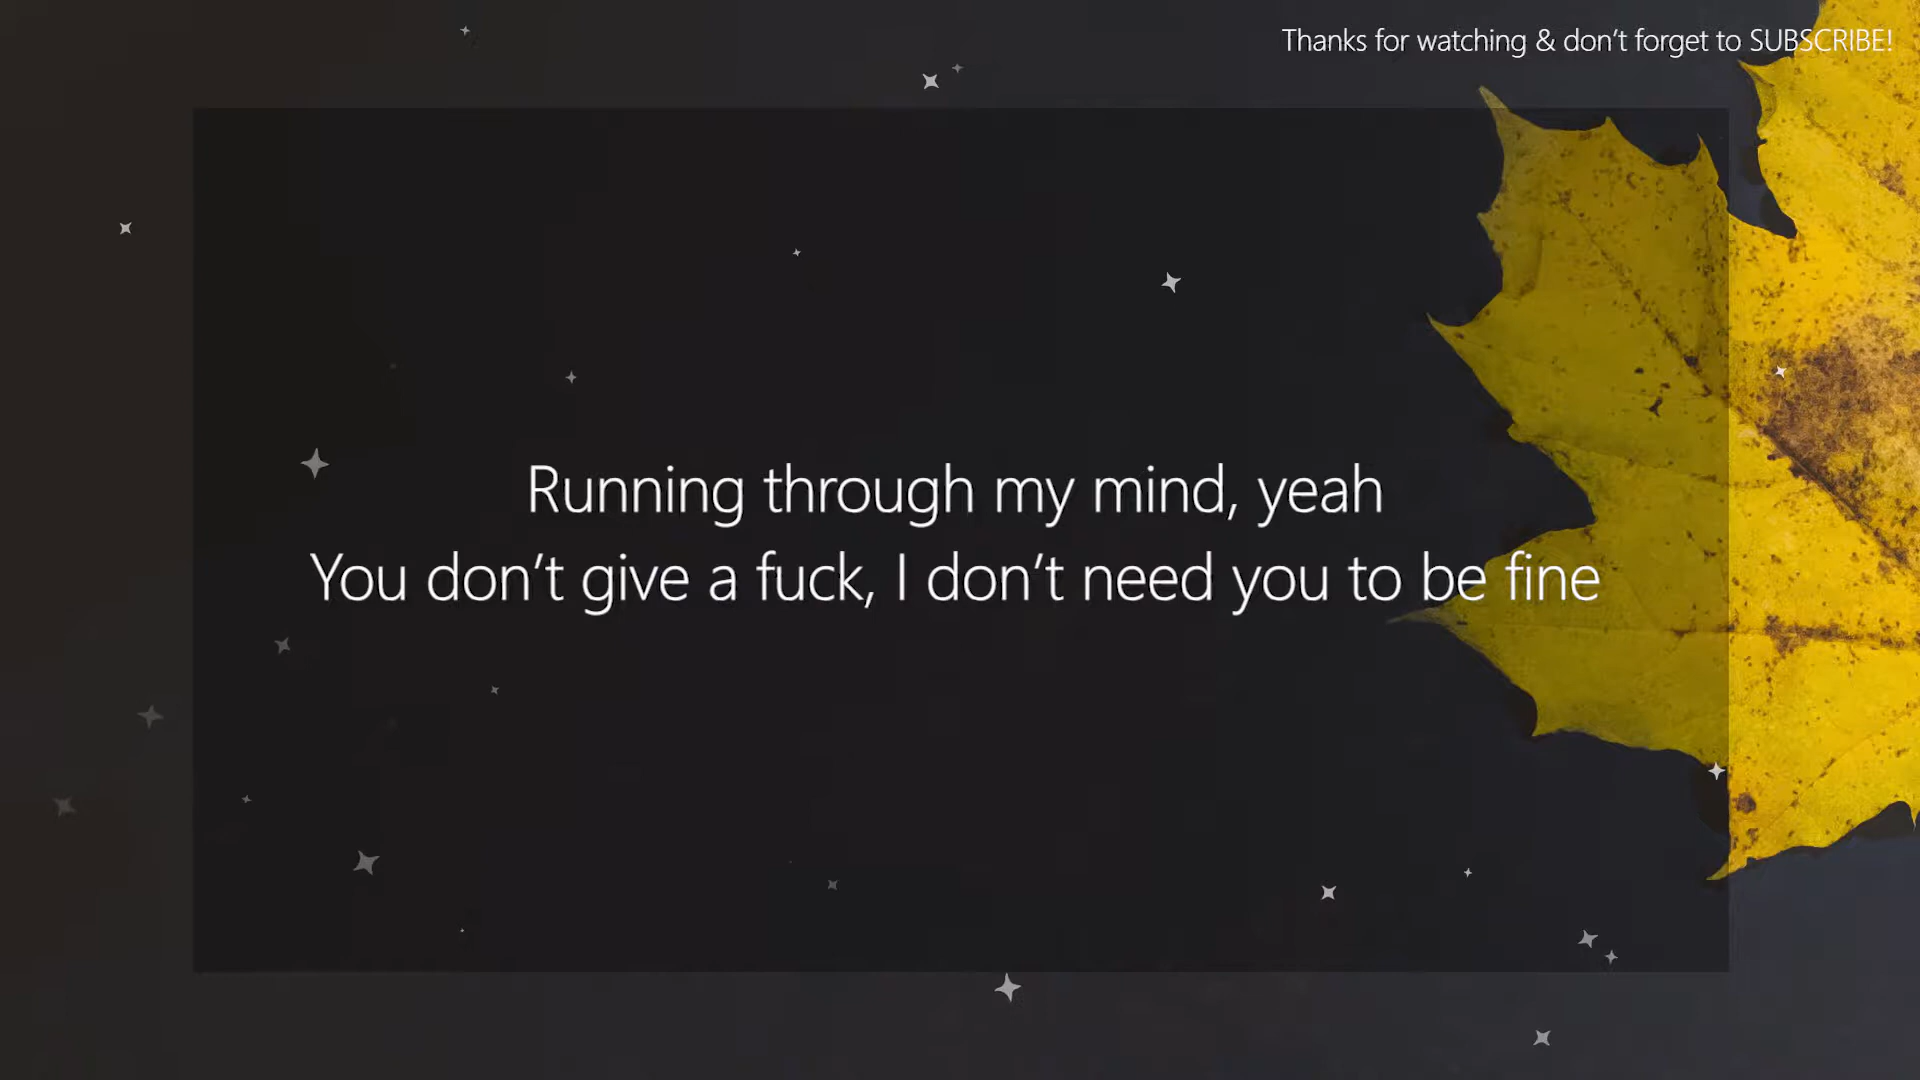 Thanks for watching & don’t forget to SUBSCRIBE!
Running through my mind, yeah
You don’t give a fuck, I don’t need you to be fine